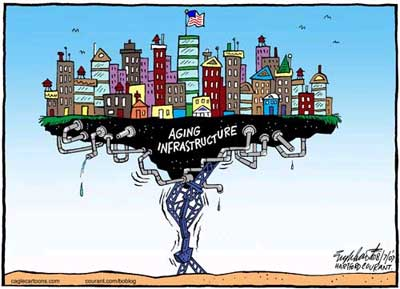 AGING
INFRASTRUCTURE
HARTFORD COURANT.
caglecartoons.com
courant.com/boblog